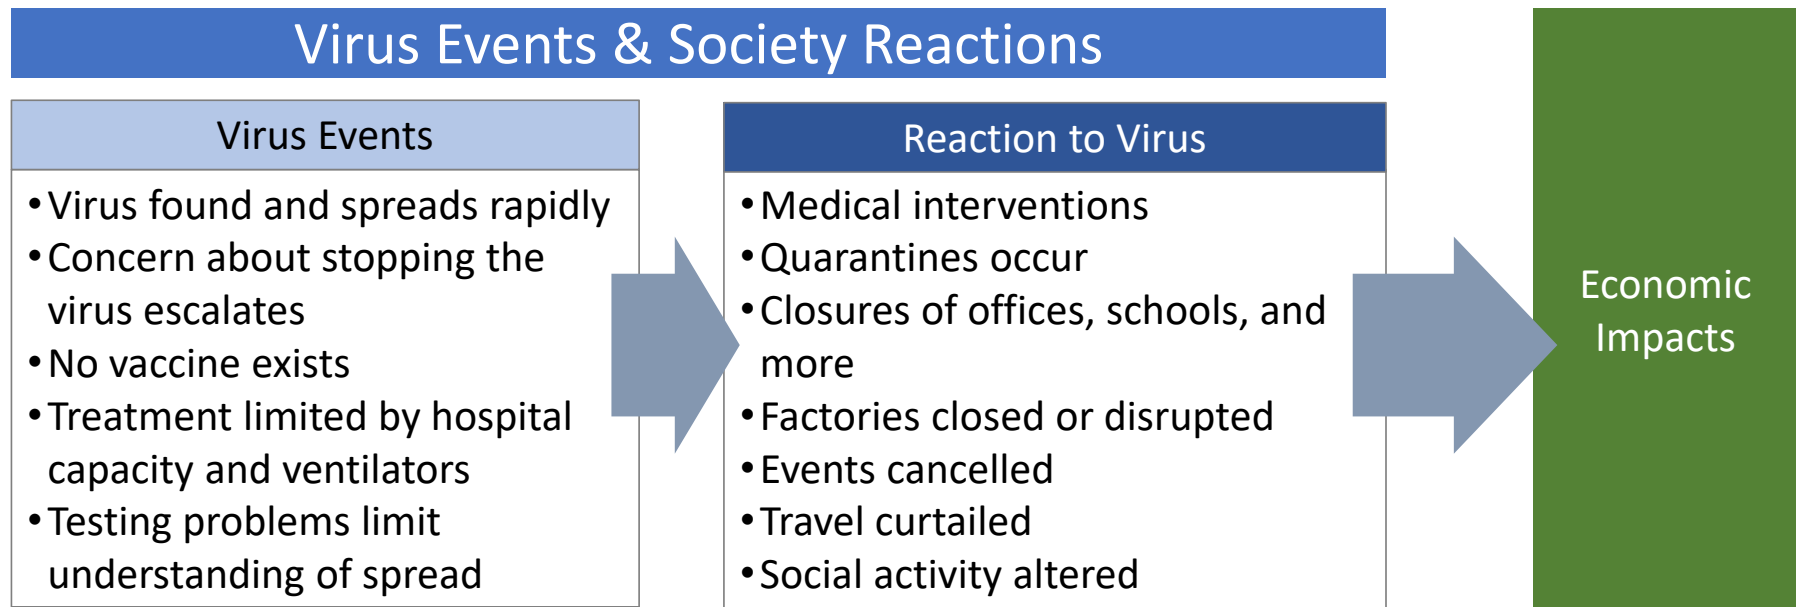 Virus Events & Society Reactions
Virus Events
•Virus found and spreads rapidly
•Concern about stopping the
virus escalates
•No vaccine exists
•Treatment limited by hospital
capacity and ventilators
•Testing problems limit
understanding of spread
Reaction to Virus
•Medical interventions
•Quarantines occur
•Closures of offices, schools, and
more
•Factories closed or disrupted
•Events cancelled
•Travel curtailed
•Social activity altered
Economic
Impacts